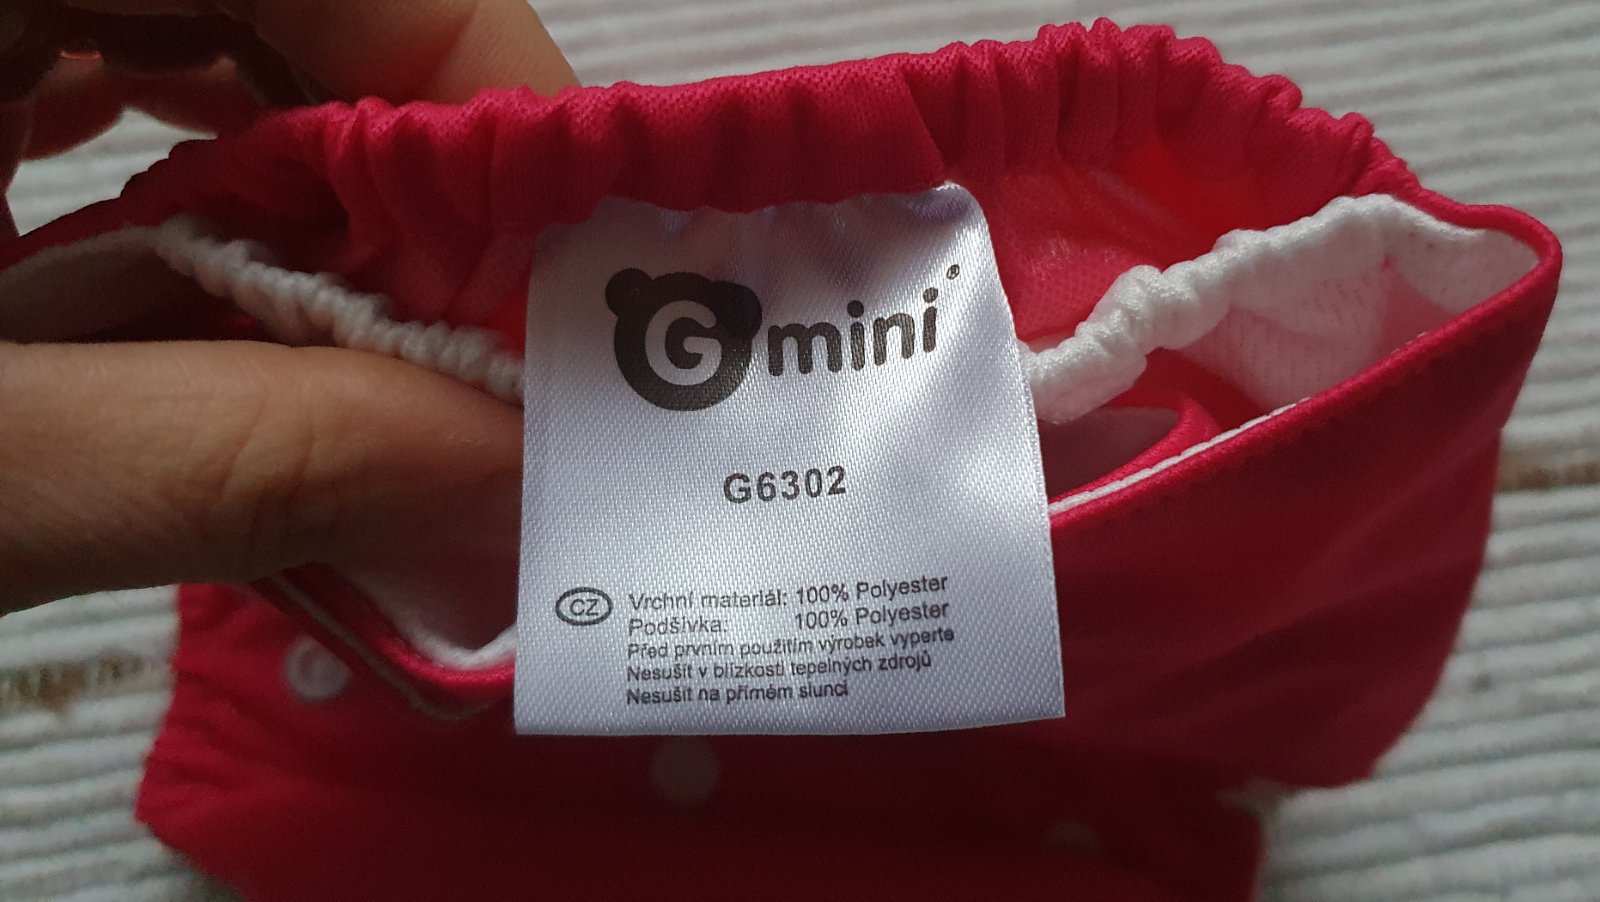 Gmini®
G6302
CZ Vrchní materiál: 100% Polyester
Podšívka: 100% Polyester
Před prvním použitím výrobek vyperte
Nesušit v blízkosti tepelných zdrojů
Nesušit na přímém slunci